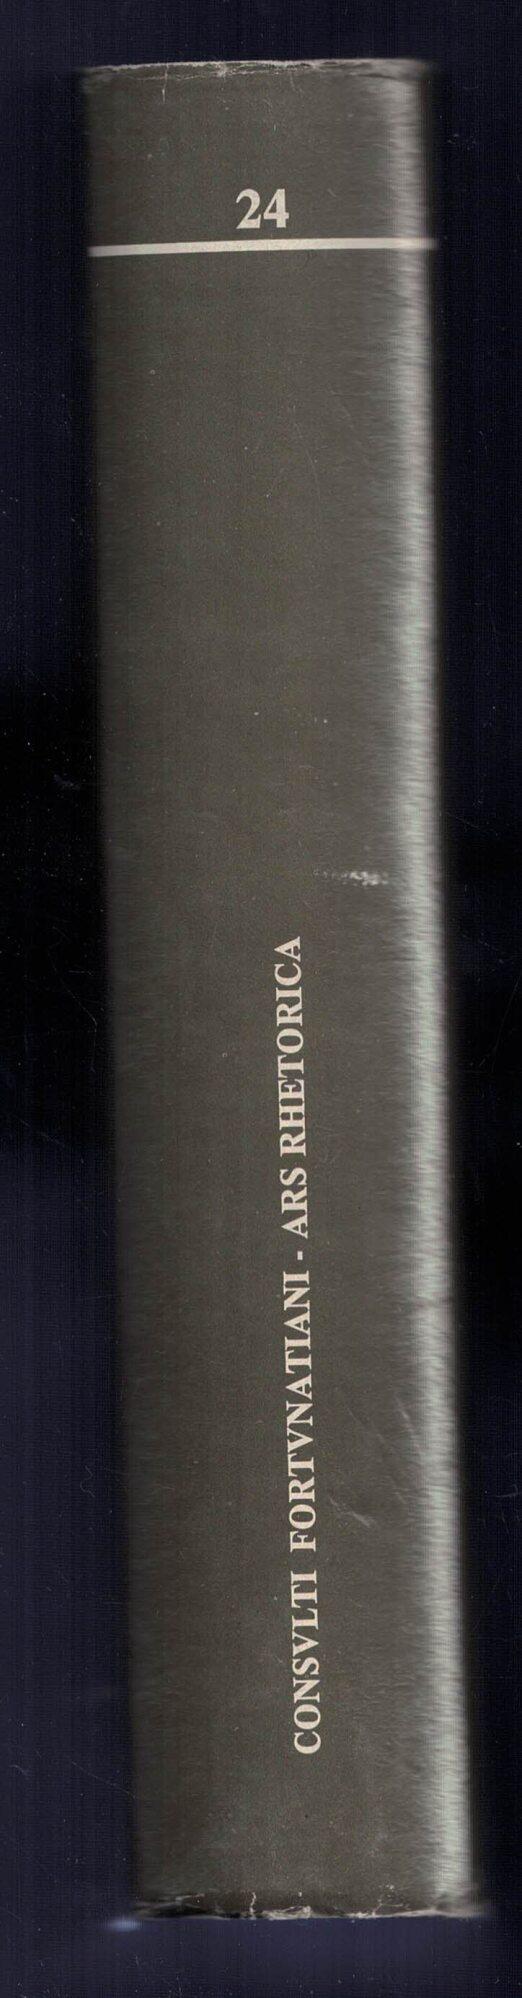 24
CONSVLTI FORTVNATIANI - ARS RHETORICA